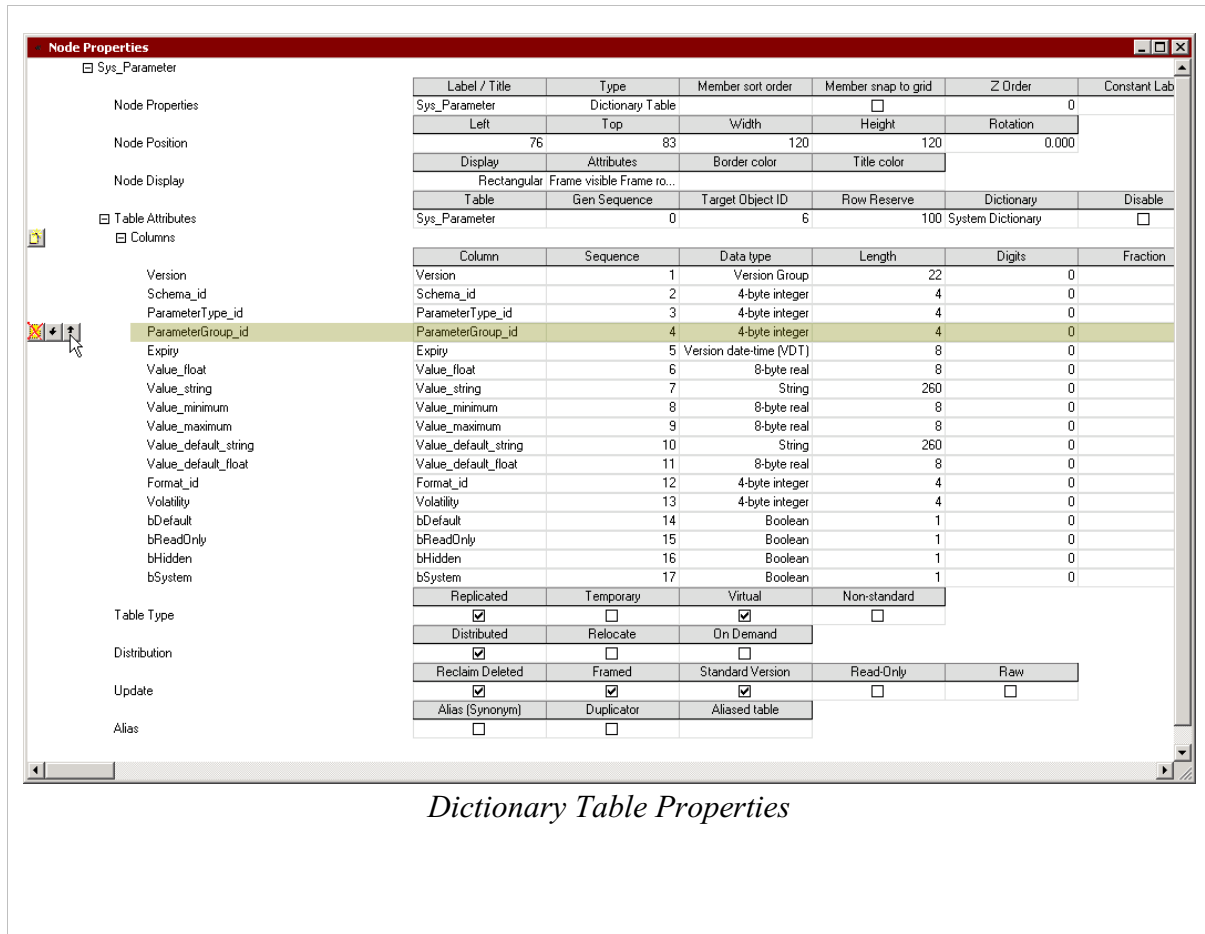 Node Properties
Sys_Parameter
Label / Title Type Member sort order Member snap to grid Z Order Constant Lab
Node Properties Sys_Parameter Dictionary Table 0
Left Top Width Height Rotation
Node Position 76 83 120 120 0.000
Display Attributes Border color Title color
Node Display Rectangular Frame visible Frame ro...
Table Gen Sequence Target Object ID Row Reserve Dictionary Disable
Table Attributes Sys_Parameter 0 6 100 System Dictionary
Columns
Column Sequence Data type Length Digits Fraction
Version Version 1 Version Group 22 0
Schema_id Schema_id 2 4-byte integer 4 0
ParameterType_id ParameterType_id 3 4-byte integer 4 0
ParameterGroup_id ParameterGroup_id 4 4-byte integer 4 0
Expiry Expiry 5 Version date-time (VDT) 8 0
Value_float Value_float 6 8-byte real 8 0
Value_string Value_string 7 String 260 0
Value_minimum Value_minimum 8 8-byte real 8 0
Value_maximum Value_maximum 9 8-byte real 8 0
Value_default_string Value_default_string 10 String 260 0
Value_default_float Value_default_float 11 8-byte real 8 0
Format_id Format_id 12 4-byte integer 4 0
Volatility Volatility 13 4-byte integer 4 0
bDefault bDefault 14 Boolean 1 0
bReadOnly bReadOnly 15 Boolean 1 0
bHidden bHidden 16 Boolean 1 0
bSystem bSystem 17 Boolean 1 0
Replicated Temporary Virtual Non-standard
Table Type
Distributed Relocate On Demand
Distribution
Reclaim Deleted Framed Standard Version Read-Only Raw
Update
Alias (Synonym) Duplicator Aliased table
Alias
Dictionary Table Properties